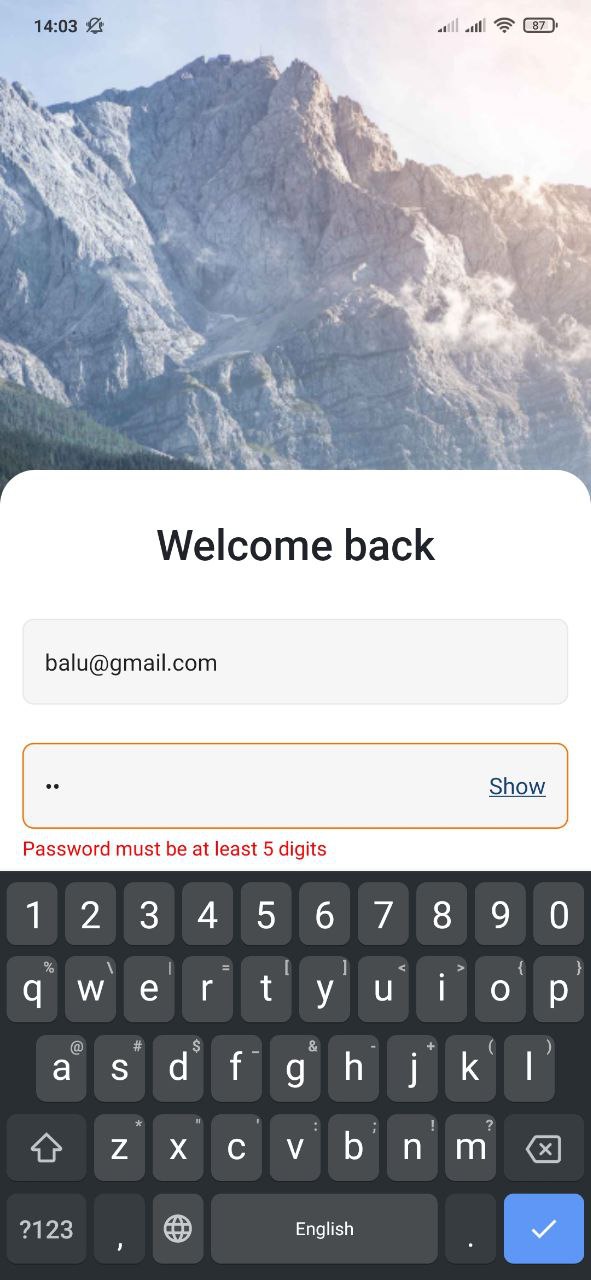 14:03 87
Welcome back
balu@gmail.com
•• Show
Password must be at least 5 digits
1 2 3 4 5 6 7 8 9 0
% \ | = [ ] < > { }
q w e r t y u i o p
@ # $ _ & - + ( )
a s d f g h j k l
* " ' : ; ! ?
z x c v b n m
?123 , English .